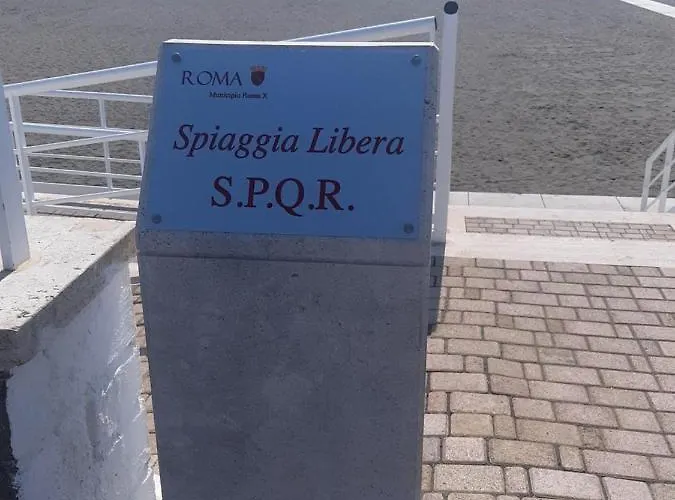 ROMA
Municipio Roma X
Spiaggia Libera
S.P.Q.R.